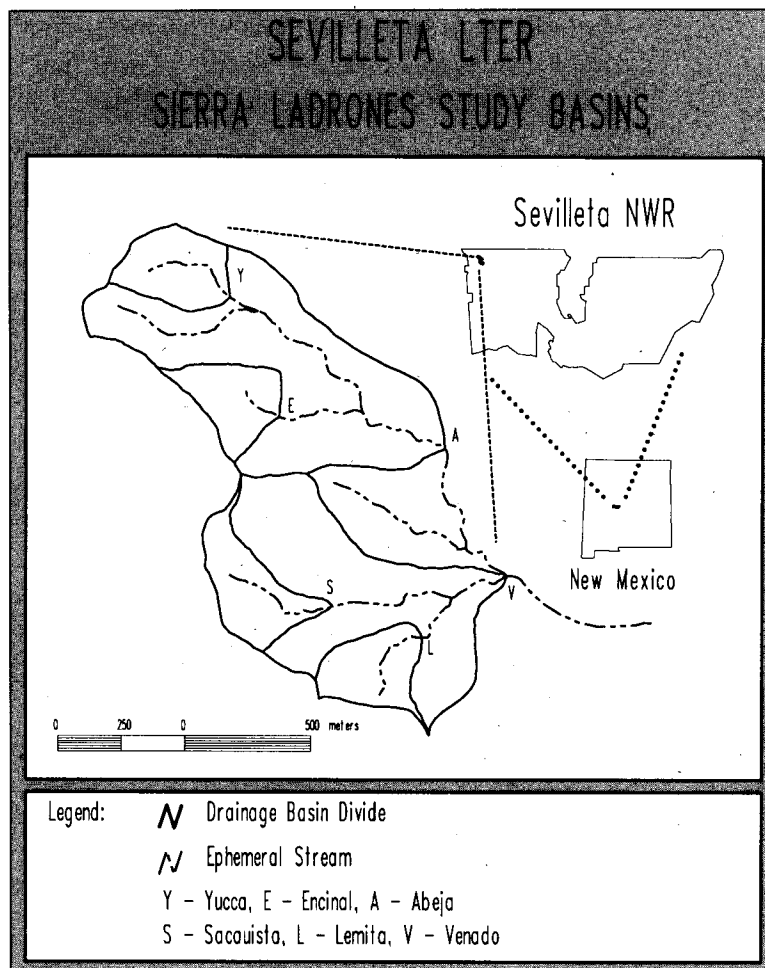 SEVILLETA LTER
SIERRA LADRONES STUDY BASINS
Sevilleta NWR
Y
E
A
S
V
L
New Mexico
0 250 0 500 meters
Legend:
Drainage Basin Divide
Ephemeral Stream
Y – Yucca, E – Encinal, A – Abeja
S – Sacauista, L – Lemita, V – Venado